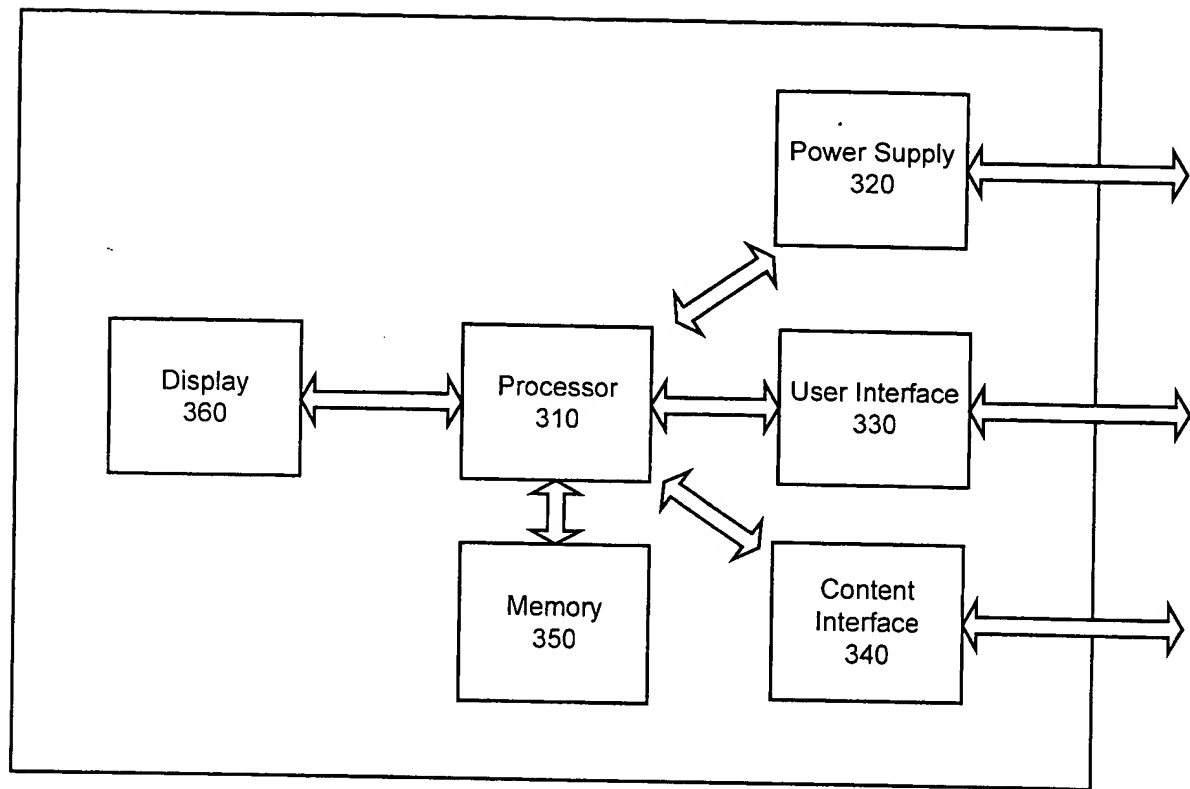 Power Supply
320
Display
360
Processor
310
User Interface
330
Memory
350
Content
Interface
340